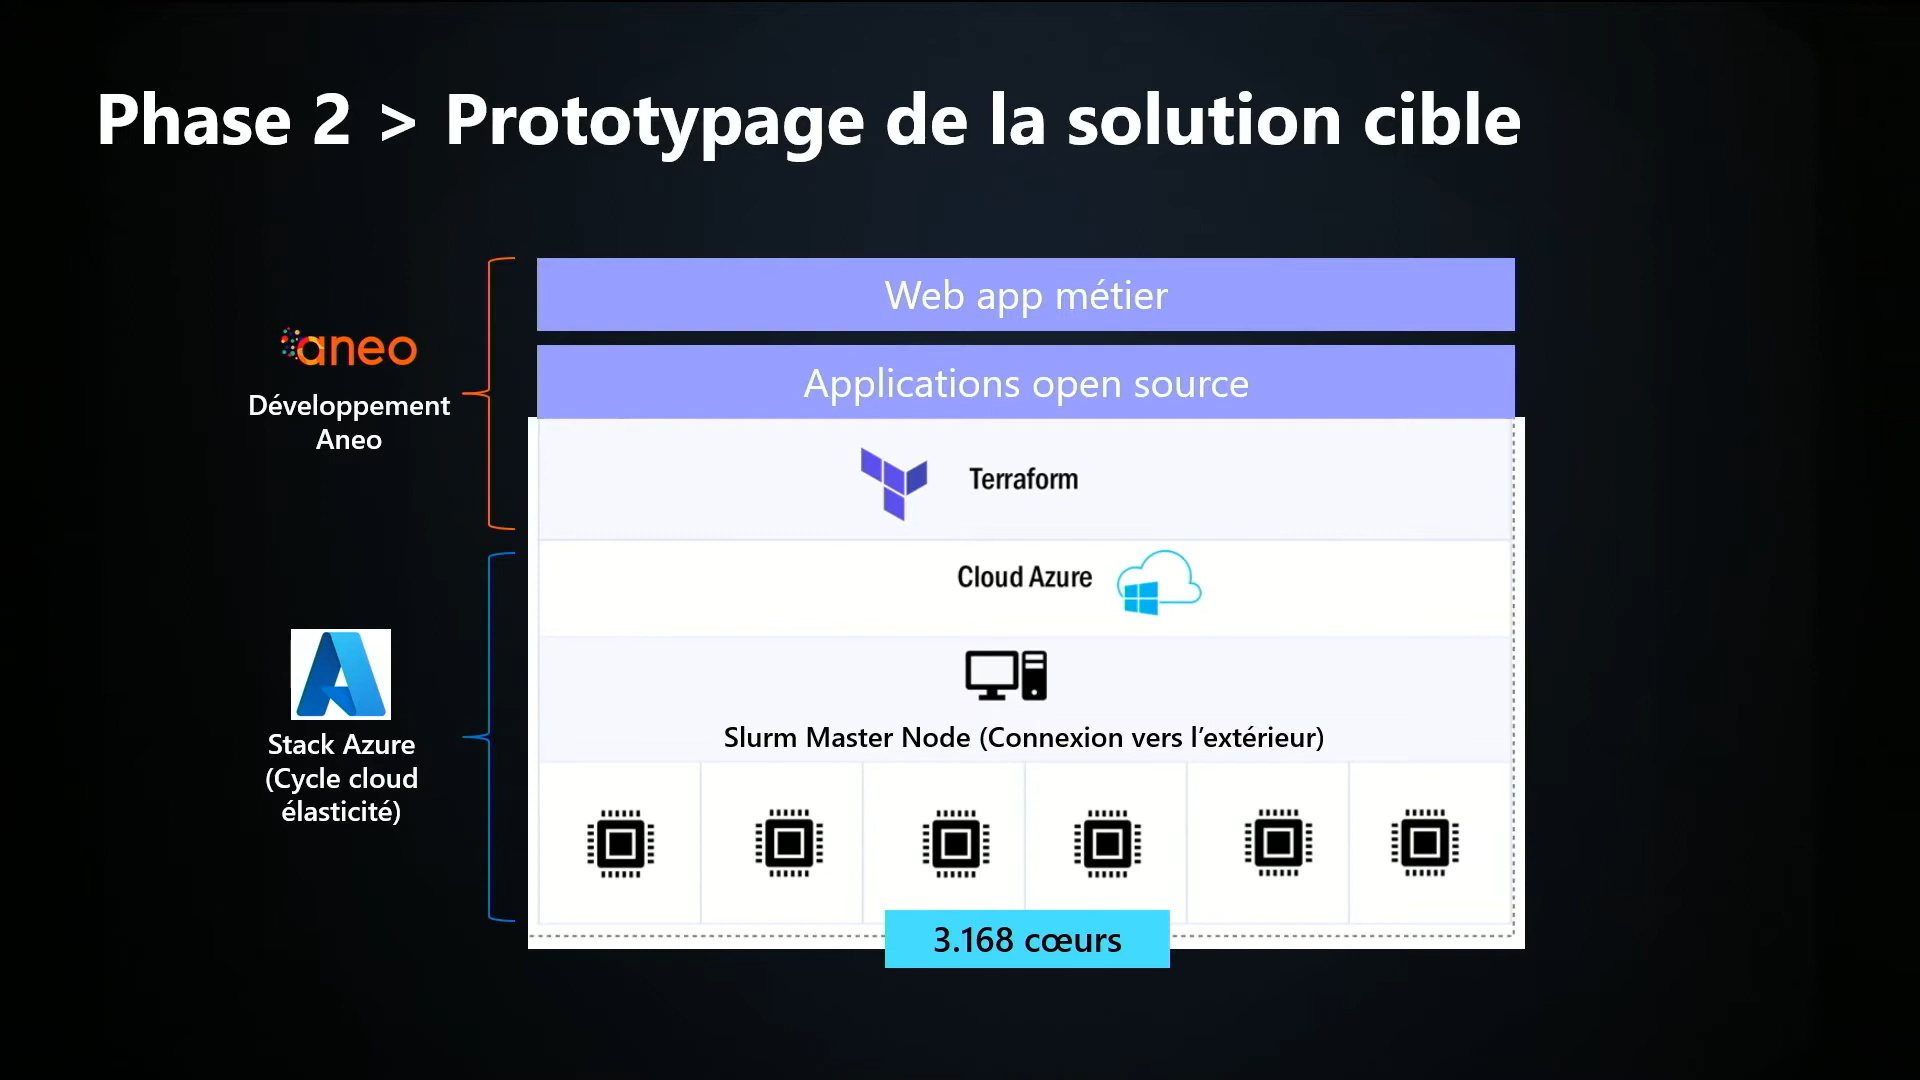 Phase 2 > Prototypage de la solution cible
Web app métier
Applications open source
aneo
Développement
Aneo
Terraform
Cloud Azure
Slurm Master Node (Connexion vers l’extérieur)
Stack Azure
(Cycle cloud
élasticité)
3.168 cœurs